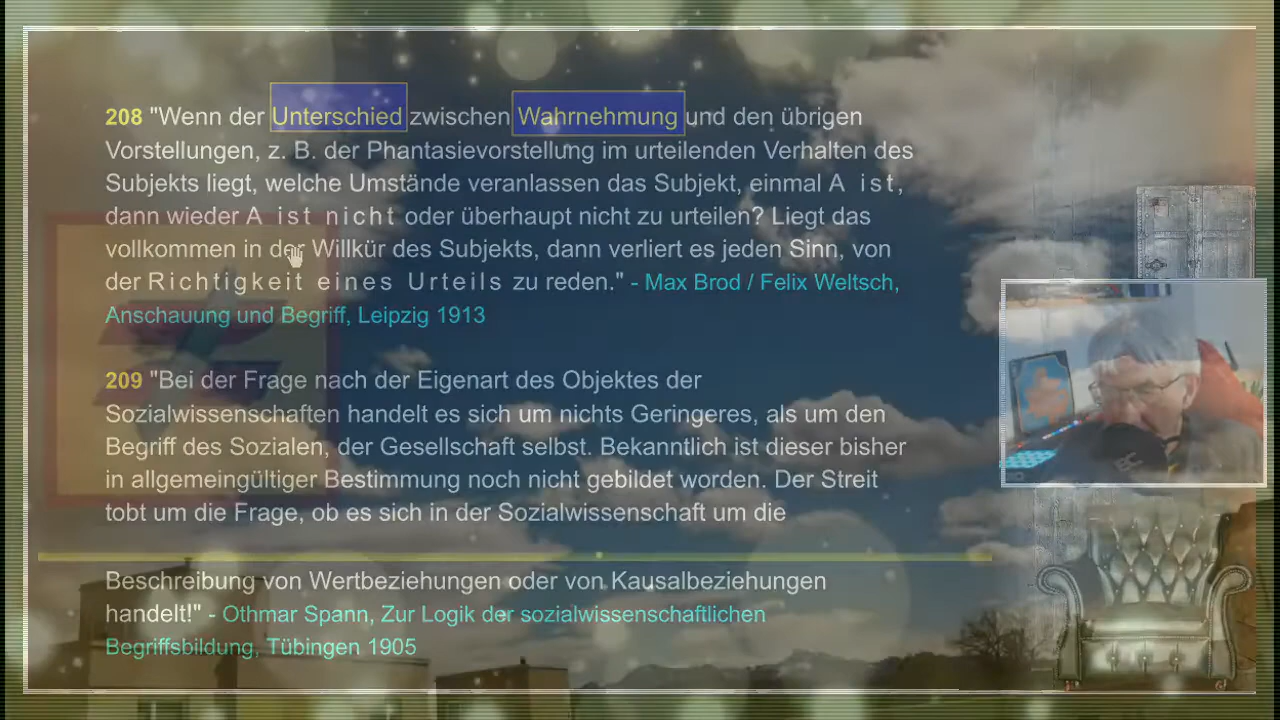 208 "Wenn der Unterschied zwischen Wahrnehmung und den übrigen
Vorstellungen, z. B. der Phantasievorstellung im urteilenden Verhalten des
Subjekts liegt, welche Umstände veranlassen das Subjekt, einmal A ist,
dann wieder A ist nicht oder überhaupt nicht zu urteilen? Liegt das
vollkommen in der Willkür des Subjekts, dann verliert es jeden Sinn, von
der Richtigkeit eines Urteils zu reden." - Max Brod / Felix Weltsch,
Anschauung und Begriff, Leipzig 1913
209 "Bei der Frage nach der Eigenart des Objektes der
Sozialwissenschaften handelt es sich um nichts Geringeres, als um den
Begriff des Sozialen, der Gesellschaft selbst. Bekanntlich ist dieser bisher
in allgemeingültiger Bestimmung noch nicht gebildet worden. Der Streit
tobt um die Frage, ob es sich in der Sozialwissenschaft um die
Beschreibung von Wertbeziehungen oder von Kausalbeziehungen
handelt!" - Othmar Spann, Zur Logik der sozialwissenschaftlichen
Begriffsbildung, Tübingen 1905